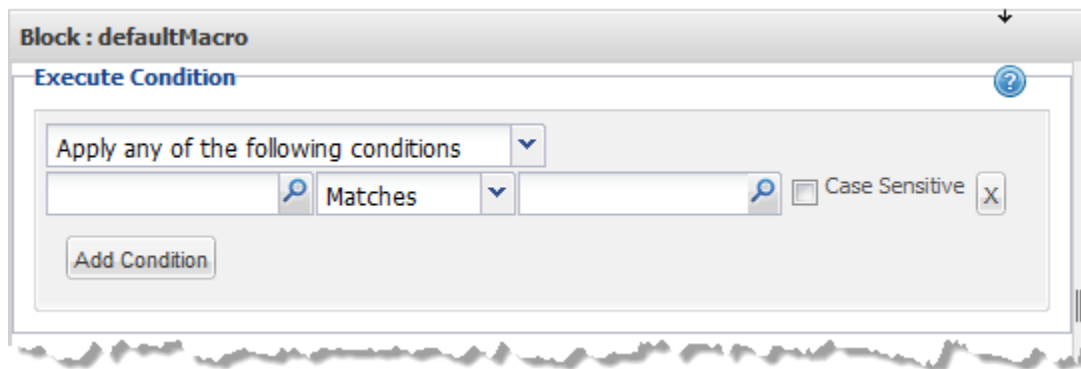 Block : defaultMacro
Execute Condition
?
Apply any of the following conditions
Matches
Case Sensitive
X
Add Condition